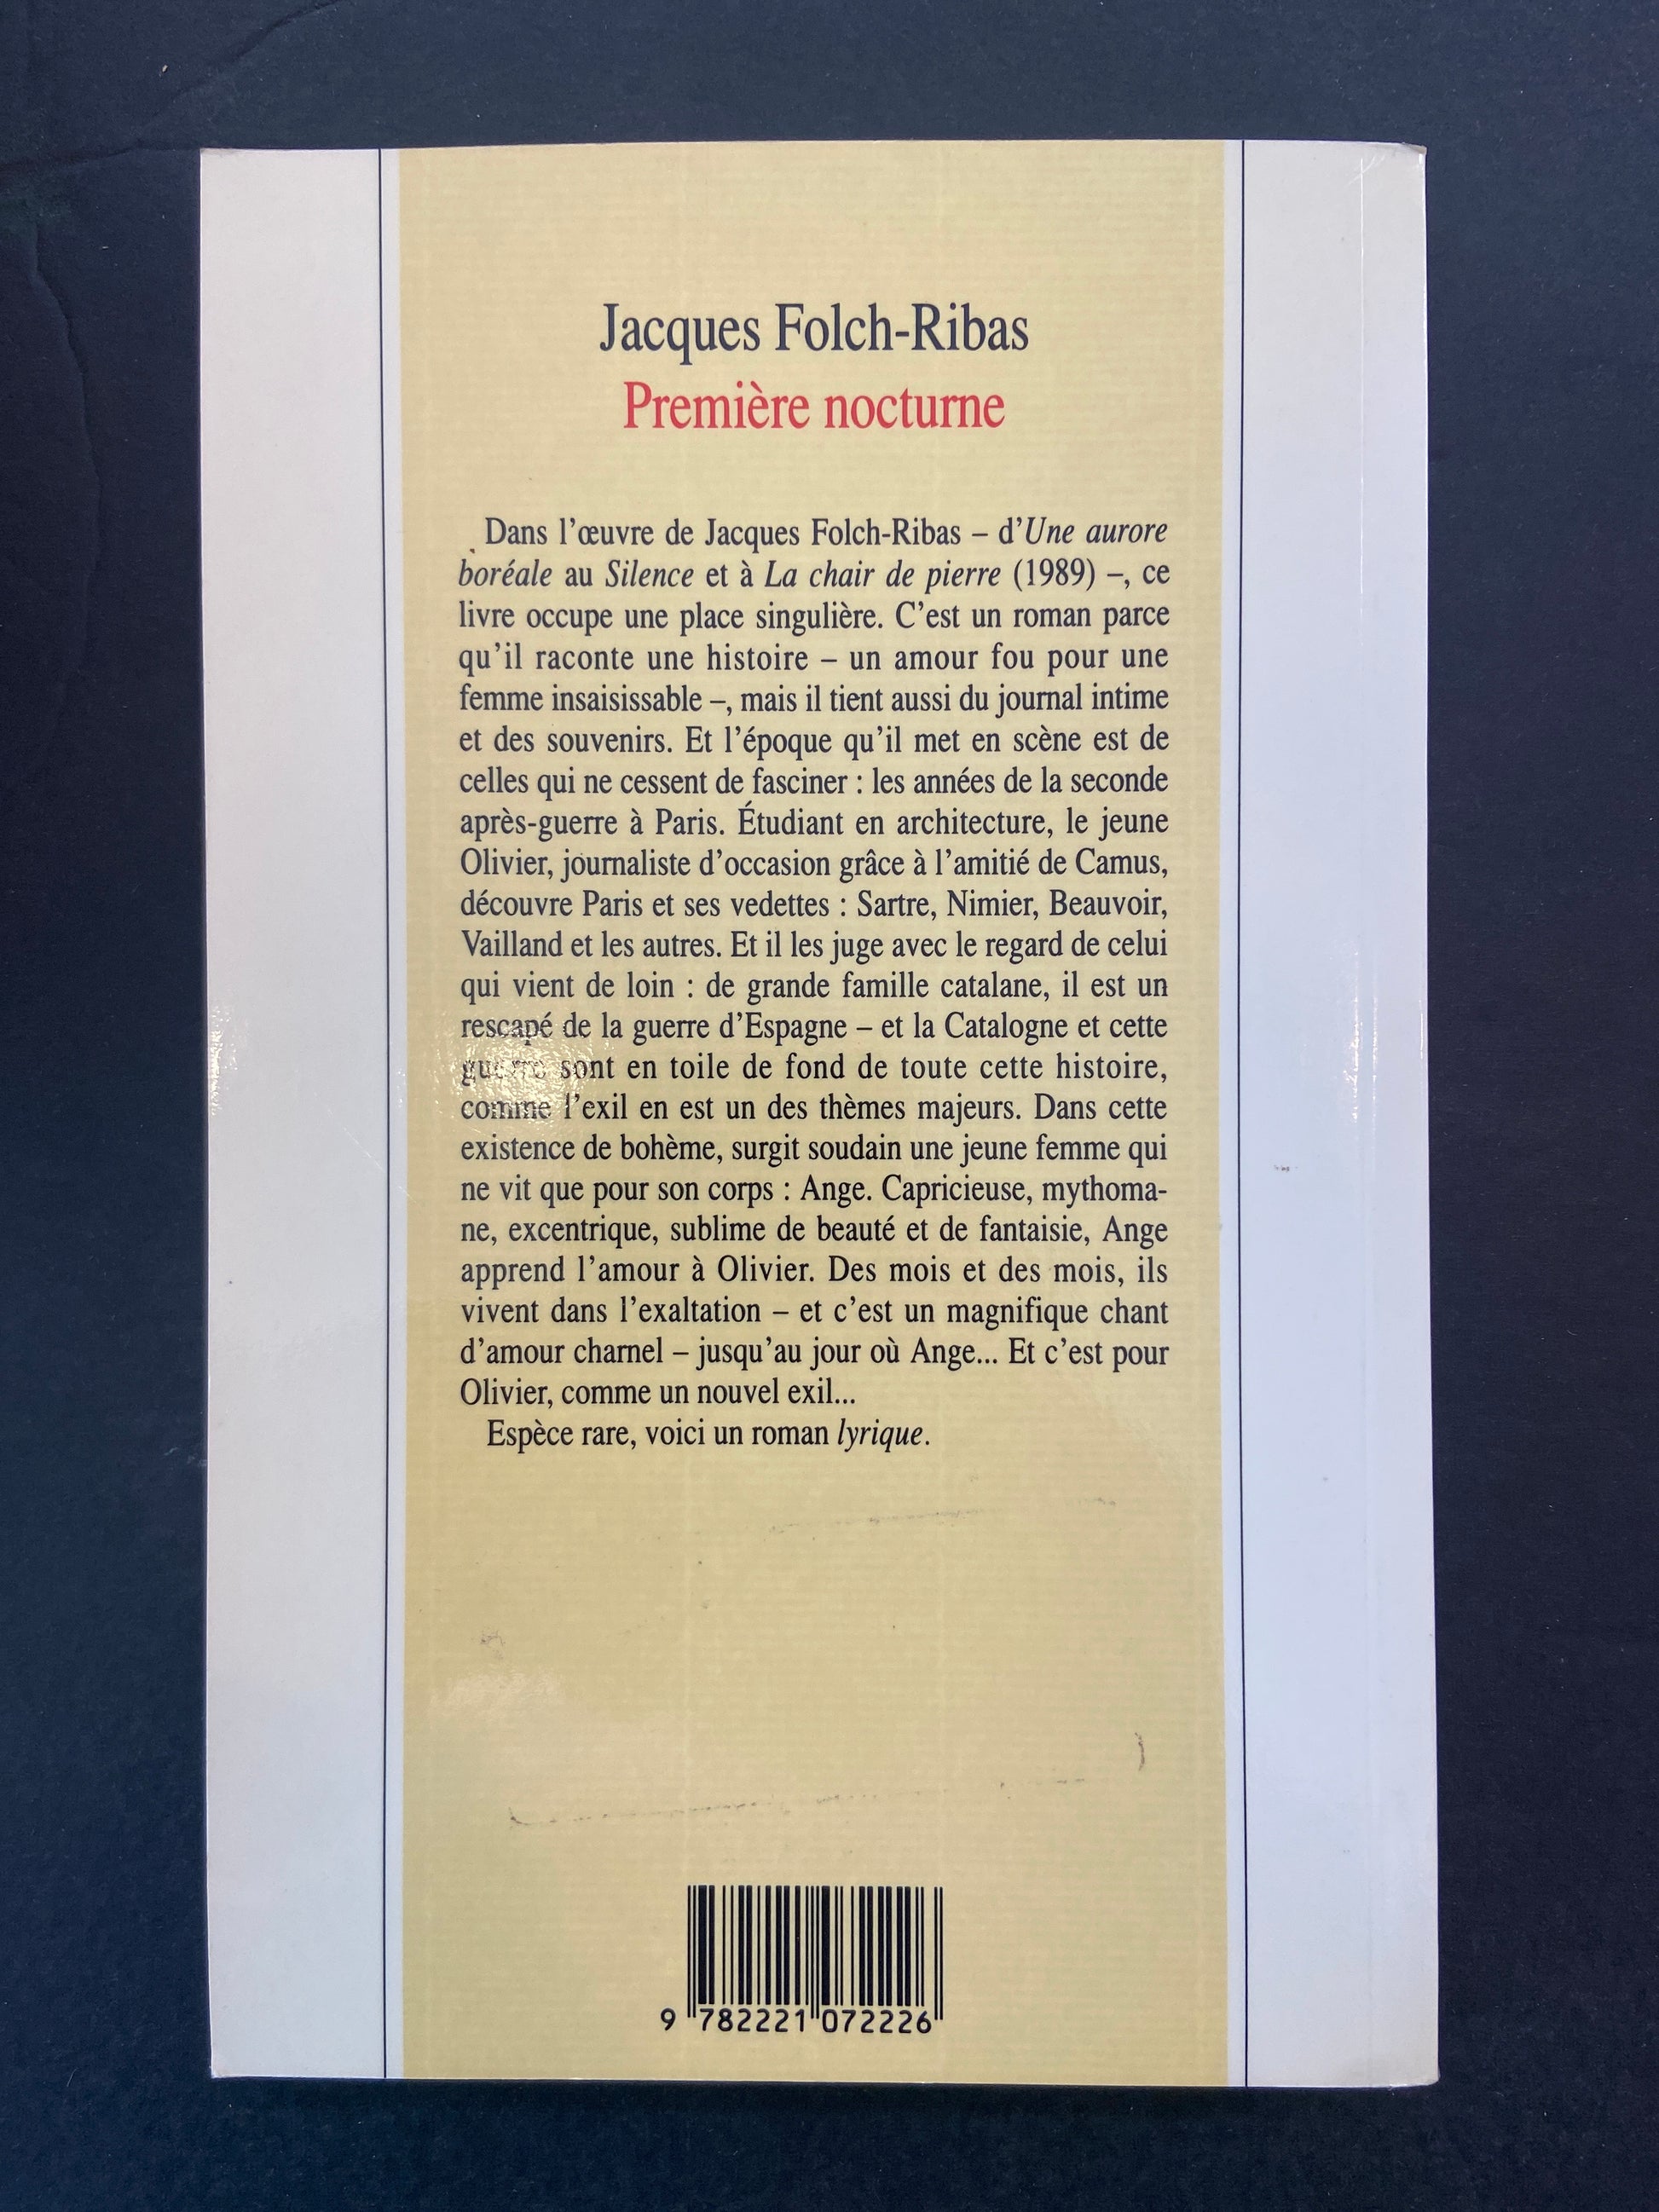 Jacques Folch-Ribas
Première nocturne
Dans l'œuvre de Jacques Folch-Ribas – d'Une aurore
boréale au Silence et à La chair de pierre (1989) –, ce
livre occupe une place singulière. C'est un roman parce
qu'il raconte une histoire – un amour fou pour une
femme insaisissable –, mais il tient aussi du journal intime
et des souvenirs. Et l'époque qu'il met en scène est de
celles qui ne cessent de fasciner : les années de la seconde
après-guerre à Paris. Étudiant en architecture, le jeune
Olivier, journaliste d'occasion grâce à l'amitié de Camus,
découvre Paris et ses vedettes : Sartre, Nimier, Beauvoir,
Vailland et les autres. Et il les juge avec le regard de celui
qui vient de loin : de grande famille catalane, il est un
rescapé de la guerre d'Espagne – et la Catalogne et cette
guerre sont en toile de fond de toute cette histoire,
comme l'exil en est un des thèmes majeurs. Dans cette
existence de bohème, surgit soudain une jeune femme qui
ne vit que pour son corps : Ange. Capricieuse, mythoma-
ne, excentrique, sublime de beauté et de fantaisie, Ange
apprend l'amour à Olivier. Des mois et des mois, ils
vivent dans l'exaltation – et c'est un magnifique chant
d'amour charnel – jusqu'au jour où Ange... Et c'est pour
Olivier, comme un nouvel exil...
Espèce rare, voici un roman lyrique.
9 782221 072226